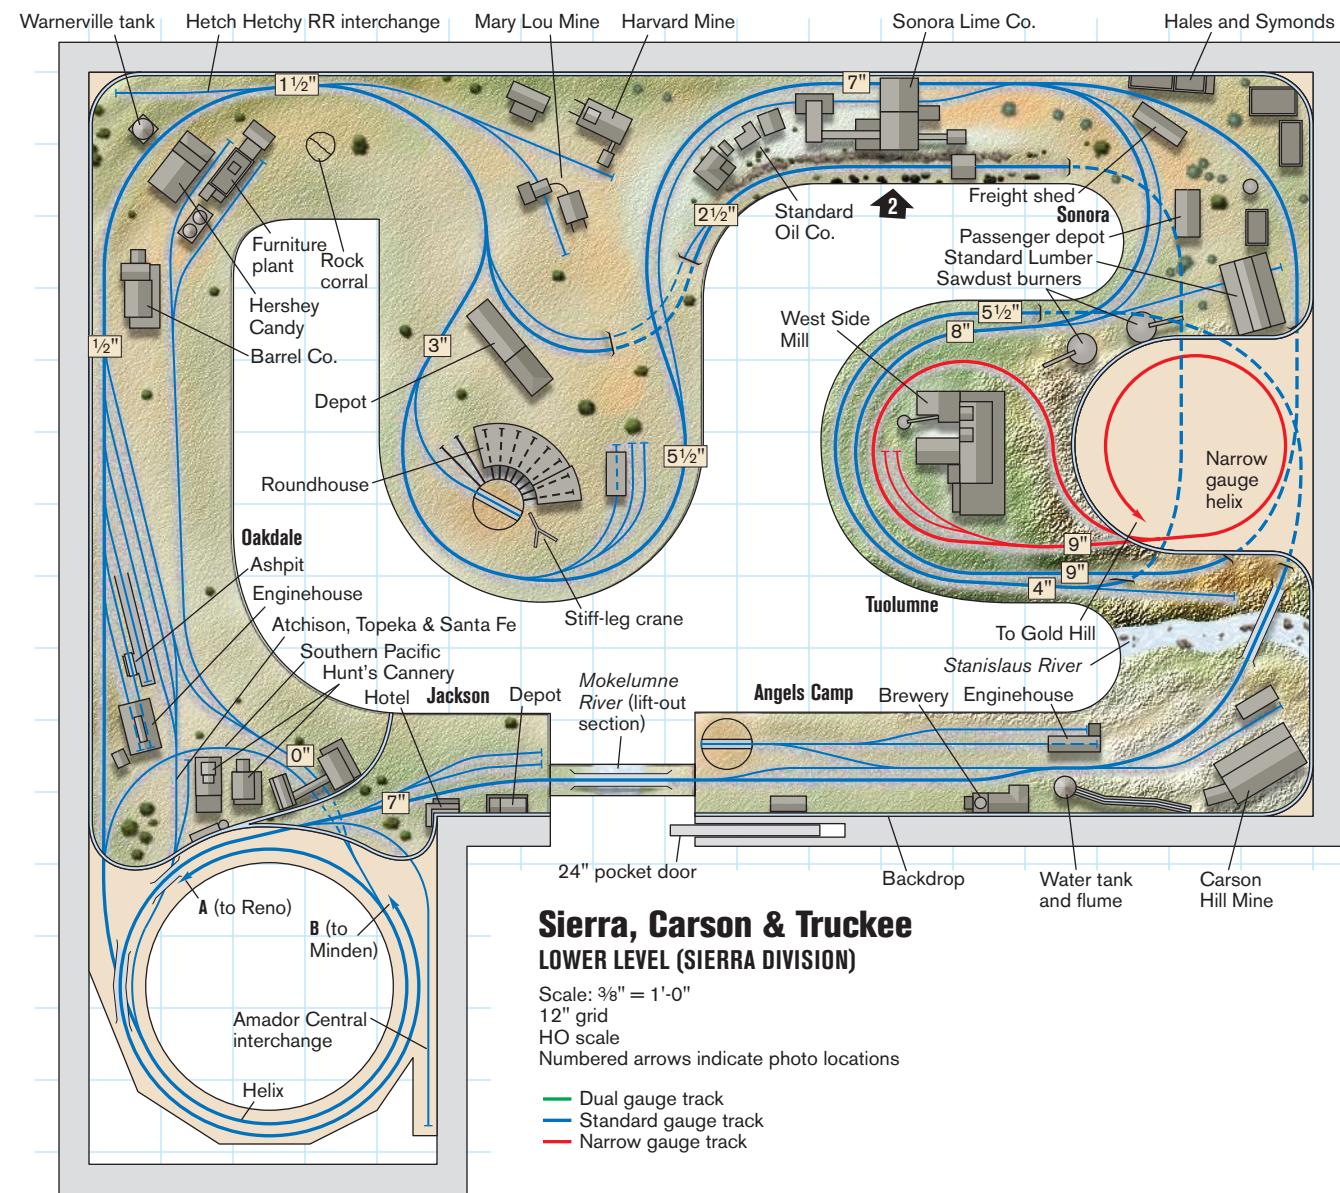 Warnerville tank
Hetch Hetchy RR interchange
Mary Lou Mine
Harvard Mine
Sonora Lime Co.
Hales and Symonds
1½"
7"
2½"
Standard
Oil Co.
2
Freight shed
Sonora
Passenger depot
Standard Lumber
Sawdust burners
Furniture
plant
Rock
corral
Hershey
Candy
Barrel Co.
½"
3"
Depot
5½"
8"
West Side
Mill
Roundhouse
5½"
Narrow
gauge
helix
Oakdale
Ashpit
Enginehouse
Atchison, Topeka & Santa Fe
Southern Pacific
Hunt's Cannery
Hotel
Jackson
Depot
Stiff-leg crane
9"
9"
4"
Tuolumne
To Gold Hill
Stanislaus River
Mokelumne
River (lift-out
section)
Angels Camp
Brewery
Enginehouse
0"
7"
24" pocket door
Backdrop
Water tank
and flume
Carson
Hill Mine
A (to Reno)
B (to
Minden)
Amador Central
interchange
Helix
Sierra, Carson & Truckee
LOWER LEVEL (SIERRA DIVISION)
Scale: ⅜" = 1'-0"
12" grid
HO scale
Numbered arrows indicate photo locations
Dual gauge track
Standard gauge track
Narrow gauge track